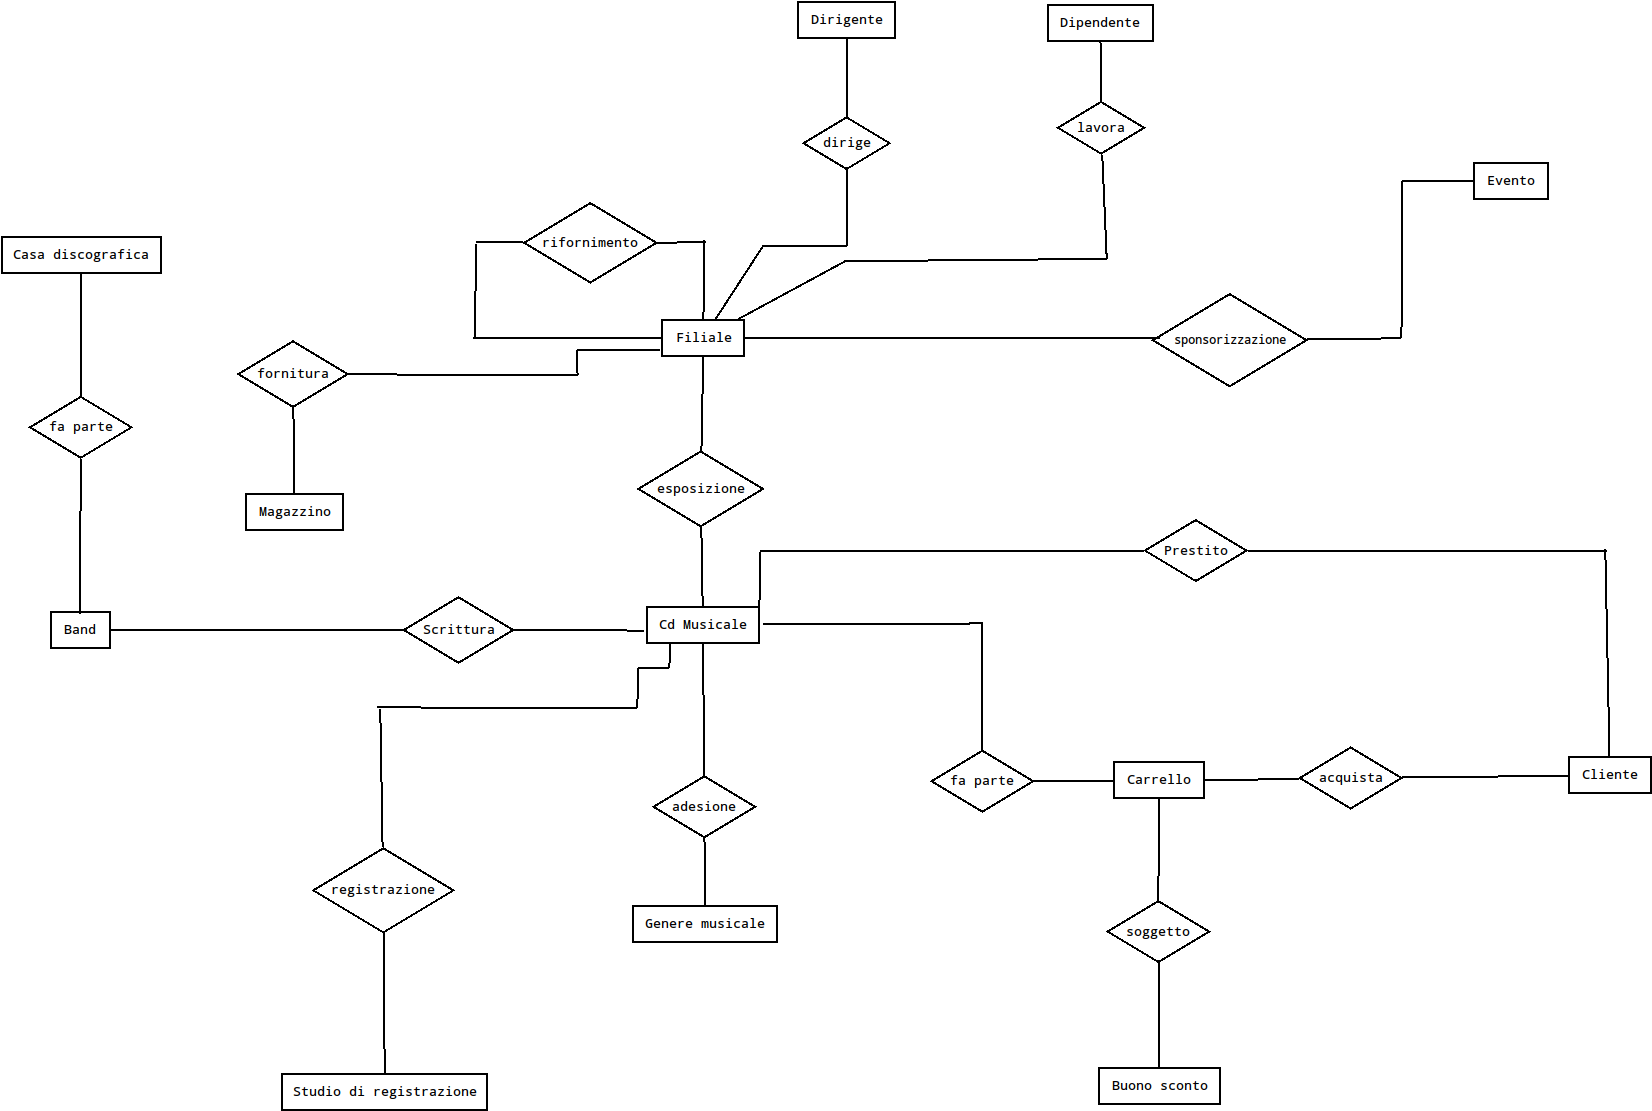 Dirigente
Dipendente
dirige
lavora
Evento
rifornimento
Casa discografica
Filiale
sponsorizzazione
fornitura
fa parte
esposizione
Magazzino
Prestito
Band
Scrittura
Cd Musicale
fa parte
Carrello
acquista
Cliente
adesione
registrazione
Genere musicale
soggetto
Studio di registrazione
Buono sconto